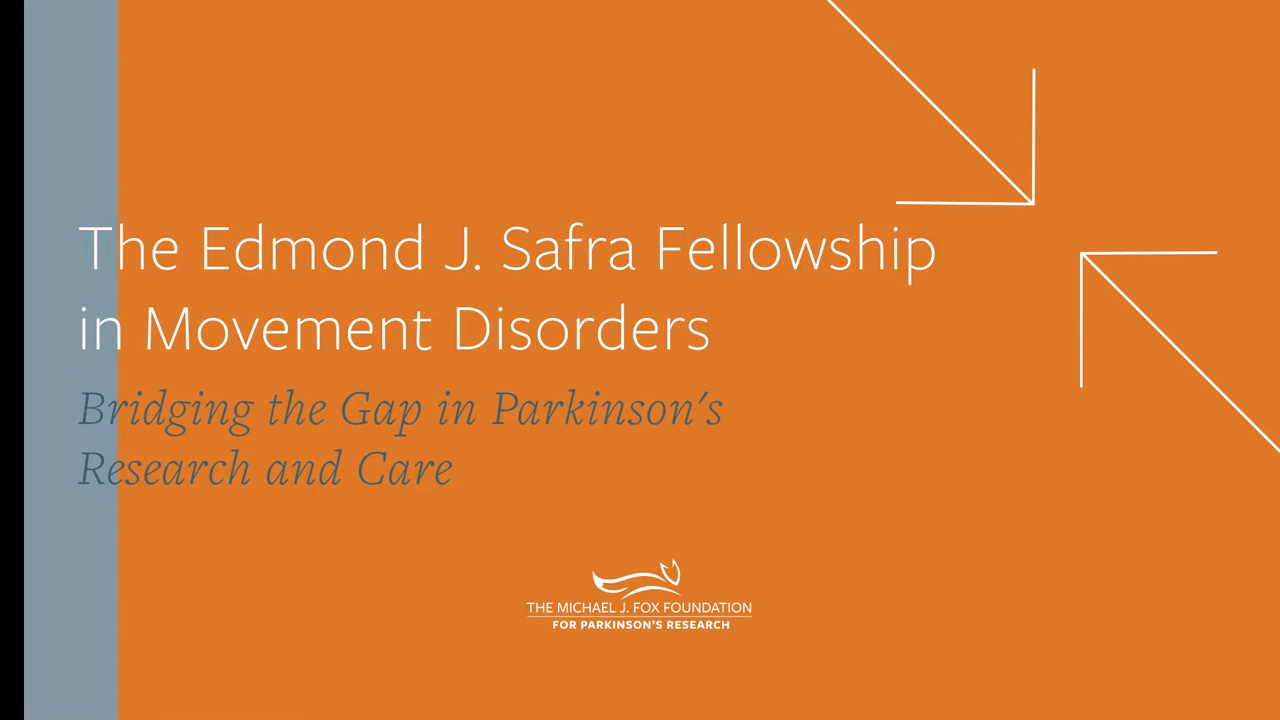 The Edmond J. Safra Fellowship
in Movement Disorders
Bridging the Gap in Parkinson's
Research and Care
THE MICHAEL J. FOX FOUNDATION
FOR PARKINSON'S RESEARCH